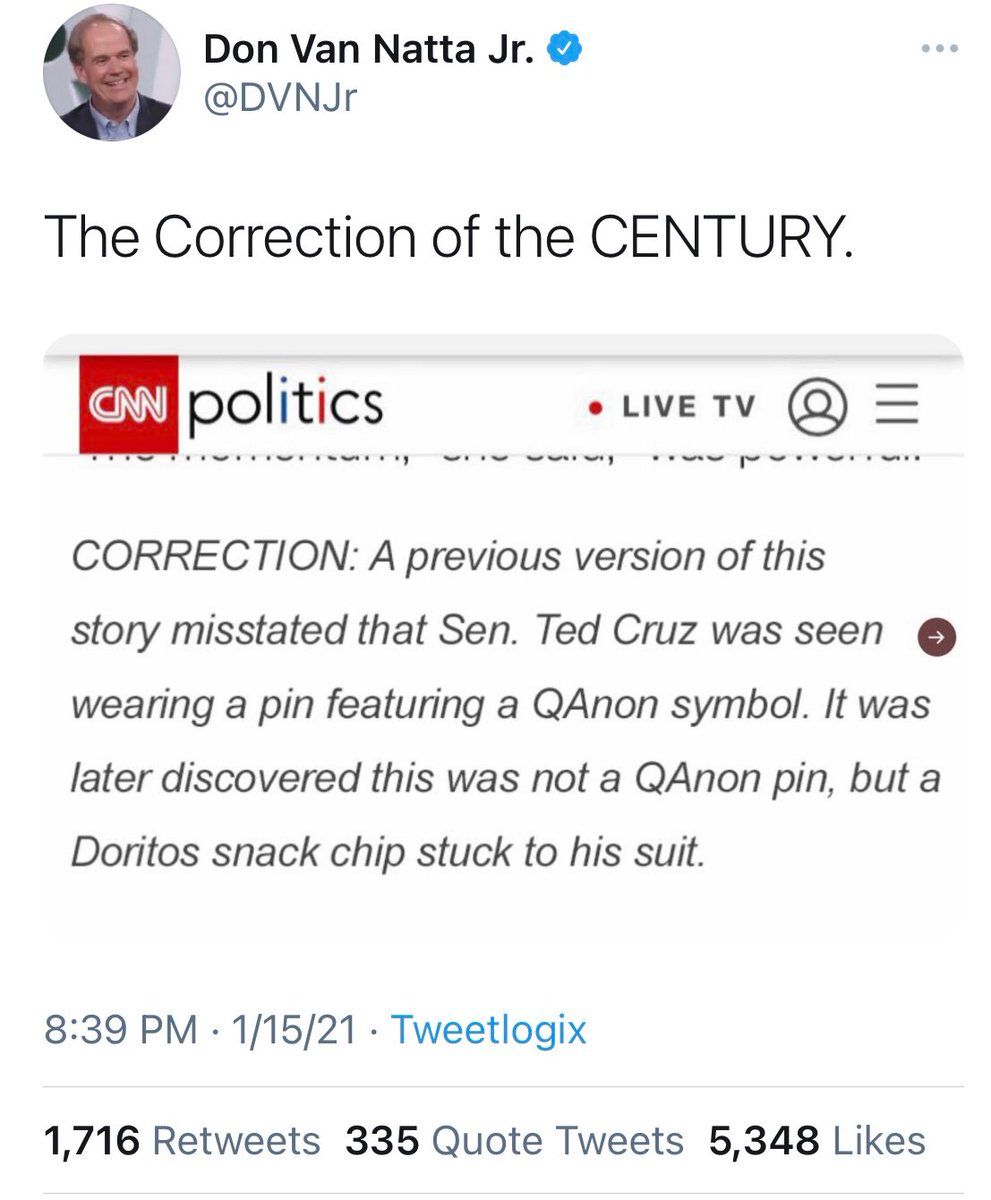 Don Van Natta Jr.
@DVNJr
The Correction of the CENTURY.
CNN politics
LIVE TV
CORRECTION: A previous version of this
story misstated that Sen. Ted Cruz was seen
wearing a pin featuring a QAnon symbol. It was
later discovered this was not a QAnon pin, but a
Doritos snack chip stuck to his suit.
8:39 PM · 1/15/21 · Tweetlogix
1,716 Retweets 335 Quote Tweets 5,348 Likes